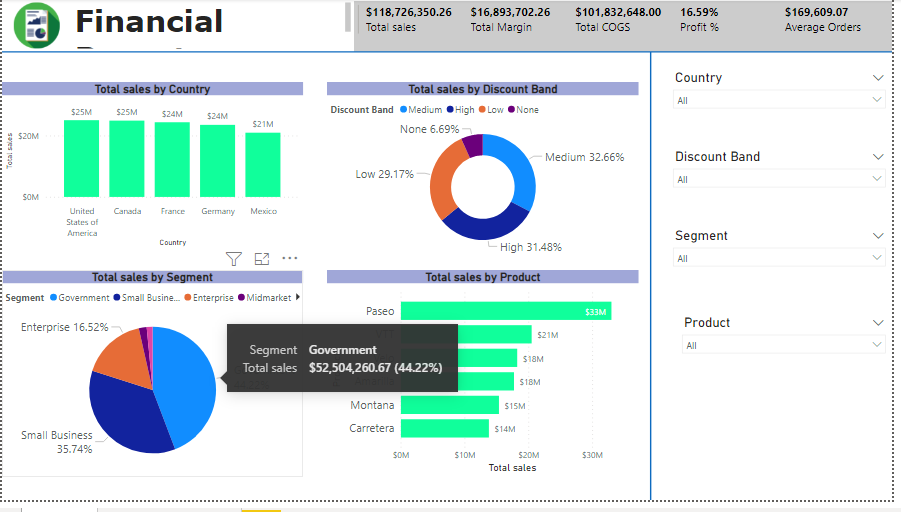 Financial
$118,726,350.26
Total sales
$16,893,702.26
Total Margin
$101,832,648.00
Total COGS
16.59%
Profit %
$169,609.07
Average Orders
Total sales by Country
$25M
$25M
$24M
$24M
$21M
$20M
$0M
Total sales
United States of America
Canada
France
Germany
Mexico
Country
Total sales by Discount Band
Discount Band Medium High Low None
None 6.69%
Medium 32.66%
Low 29.17%
High 31.48%
Total sales by Segment
Segment Government Small Busine... Enterprise Midmarket
Enterprise 16.52%
Small Business
35.74%
Segment Government
Total sales $52,504,260.67 (44.22%)
Total sales by Product
Paseo
$33M
$21M
$18M
$18M
Montana
$15M
Carretera
$14M
$0M
$10M
$20M
$30M
Total sales
Country
All
Discount Band
All
Segment
All
Product
All